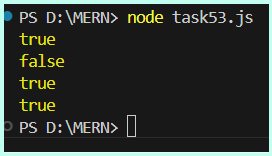 PS D:\MERN> node task53.js
true
false
true
true
PS D:\MERN>